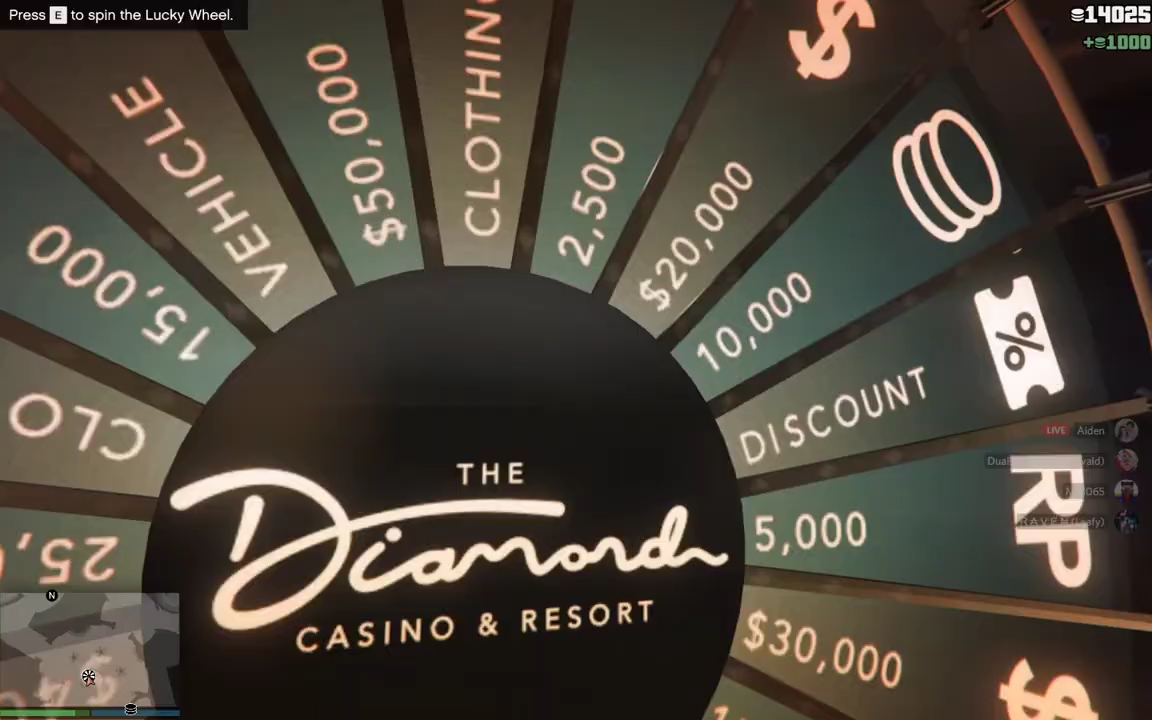 Press E to spin the Lucky Wheel.
14025
+1000
VEHICLE
$50,000
CLOTHING
2,500
$20,000
$
10,000
15,000
%
DISCOUNT
CLO
LIVE Aiden
RP
THE
Diamond
CASINO & RESORT
5,000
25,
$30,000
$
N